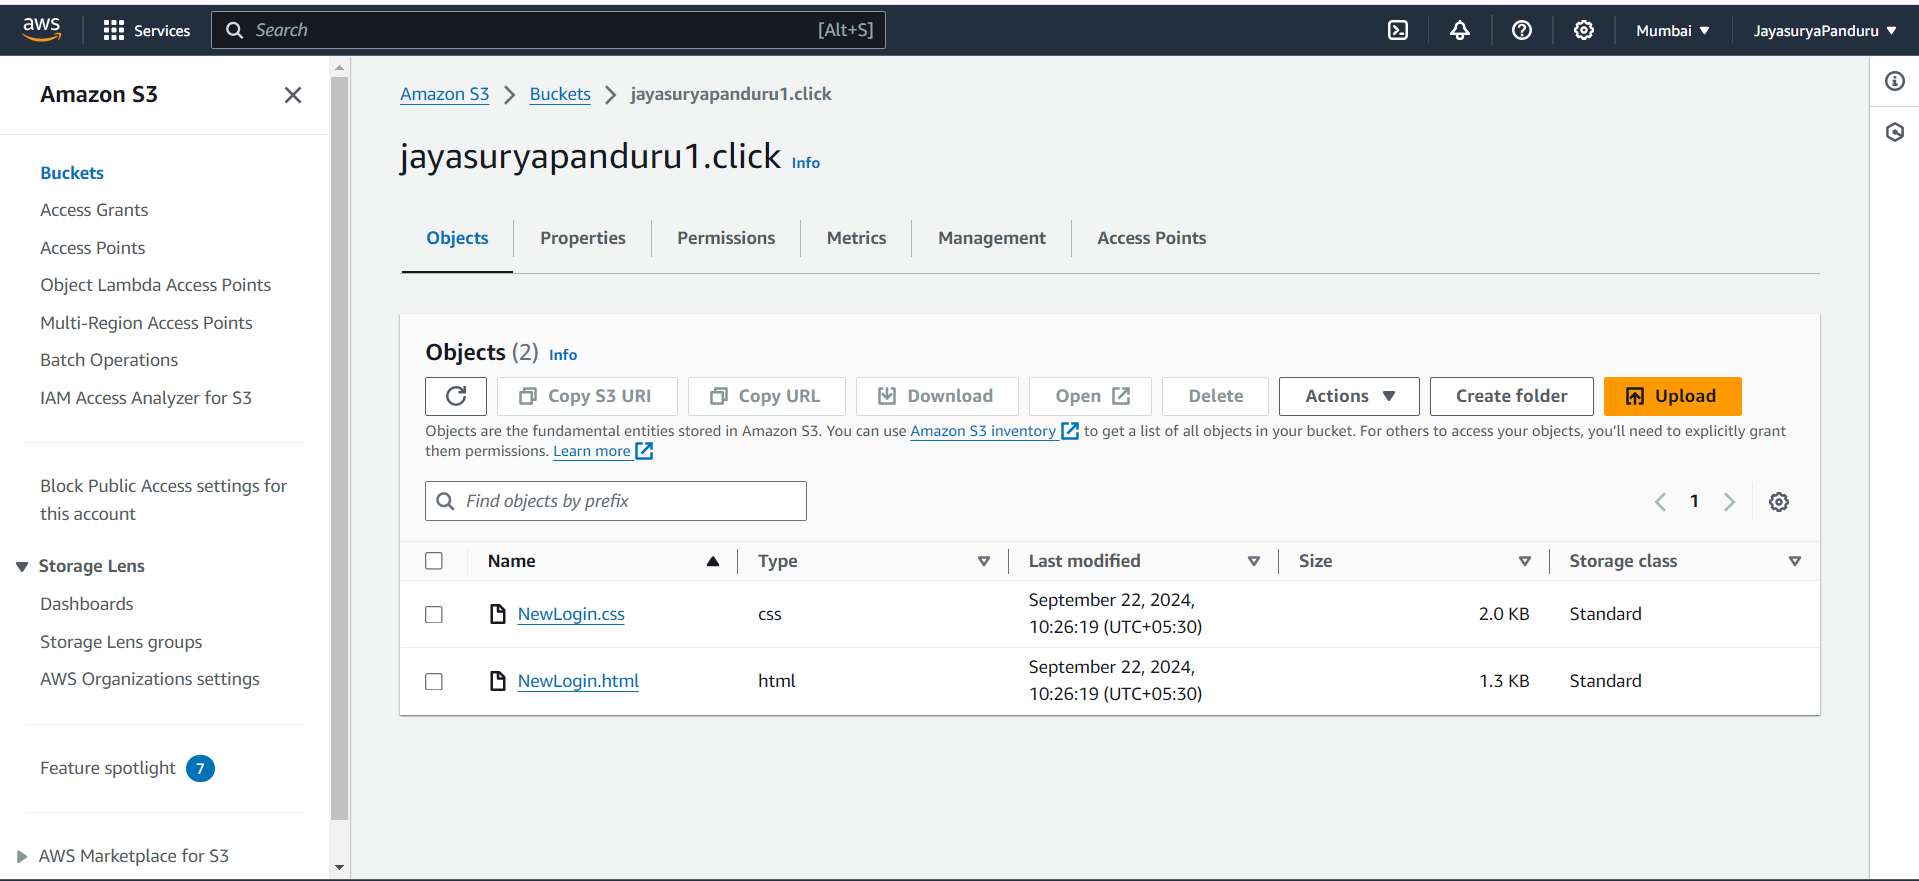 aws
Services
Search
[Alt+S]
Mumbai
JayasuryaPanduru
Amazon S3
Buckets
Access Grants
Access Points
Object Lambda Access Points
Multi-Region Access Points
Batch Operations
IAM Access Analyzer for S3
Block Public Access settings for
this account
Storage Lens
Dashboards
Storage Lens groups
AWS Organizations settings
Feature spotlight 7
AWS Marketplace for S3
Amazon S3 > Buckets > jayasuryapanduru1.click
jayasuryapanduru1.click Info
Objects Properties Permissions Metrics Management Access Points
Objects (2) Info
Copy S3 URI Copy URL Download Open Delete Actions Create folder Upload
Objects are the fundamental entities stored in Amazon S3. You can use Amazon S3 inventory to get a list of all objects in your bucket. For others to access your objects, you’ll need to explicitly grant
them permissions. Learn more
Find objects by prefix
1
Name Type Last modified Size Storage class
NewLogin.css css September 22, 2024, 2.0 KB Standard
10:26:19 (UTC+05:30)
NewLogin.html html September 22, 2024, 1.3 KB Standard
10:26:19 (UTC+05:30)